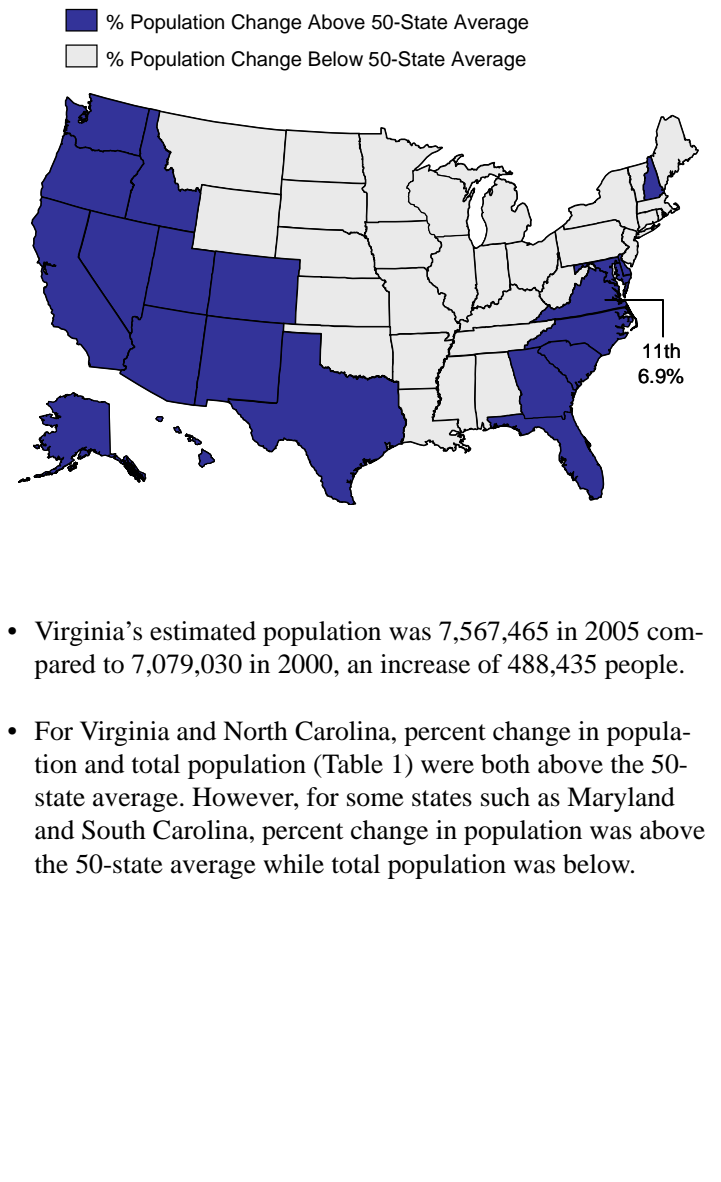 % Population Change Above 50-State Average
% Population Change Below 50-State Average
11th
6.9%
• Virginia’s estimated population was 7,567,465 in 2005 com-
pared to 7,079,030 in 2000, an increase of 488,435 people.
• For Virginia and North Carolina, percent change in popula-
tion and total population (Table 1) were both above the 50-
state average. However, for some states such as Maryland
and South Carolina, percent change in population was above
the 50-state average while total population was below.